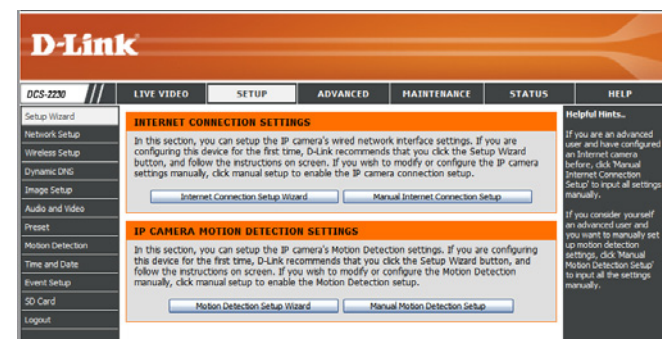 D-Link
DCS-2230
LIVE VIDEO
SETUP
ADVANCED
MAINTENANCE
STATUS
HELP
Setup Wizard
Network Setup
Wireless Setup
Dynamic DNS
Image Setup
Audio and Video
Preset
Motion Detection
Time and Date
Event Setup
SD Card
Logout
INTERNET CONNECTION SETTINGS
In this section, you can setup the IP camera's wired network interface settings. If you are
configuring this device for the first time, D-Link recommends that you click the Setup Wizard
button, and follow the instructions on screen. If you wish to modify or configure the IP camera
settings manually, click manual setup to enable the IP camera connection setup.
Internet Connection Setup Wizard
Manual Internet Connection Setup
IP CAMERA MOTION DETECTION SETTINGS
In this section, you can setup the IP camera's Motion Detection settings. If you are configuring
this device for the first time, D-Link recommends that you click the Setup Wizard button, and
follow the instructions on screen. If you wish to modify or configure the Motion Detection
manually, click manual setup to enable the Motion Detection setup.
Motion Detection Setup Wizard
Manual Motion Detection Setup
Helpful Hints..
If you are an advanced
user and have configured
an Internet camera
before, click 'Manual
Internet Connection
Setup' to input all settings
manually.
If you consider yourself
an advanced user and
you want to manually set
up motion detection
settings, click 'Manual
Motion Detection Setup'
to input all the settings
manually.